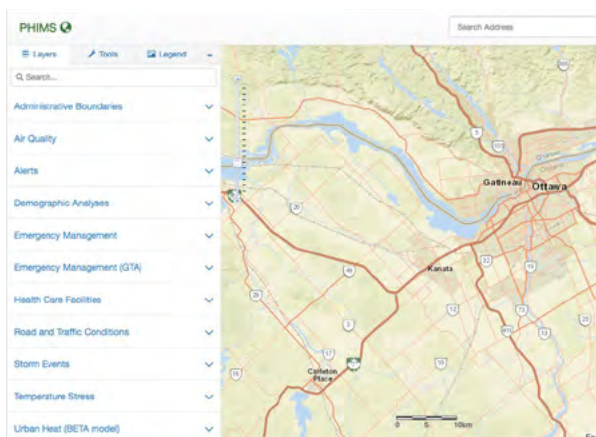 PHIMS
Search Address
Layers
Tools
Legend
Search...
Administrative Boundaries
Air Quality
Alerts
Demographic Analyses
Emergency Management
Emergency Management (GTA)
Health Care Facilities
Road and Traffic Conditions
Storm Events
Temperature Stress
Urban Heat (BETA model)
Gatineau
Ottawa
Kanata
Carleton
Place
0 5 10km